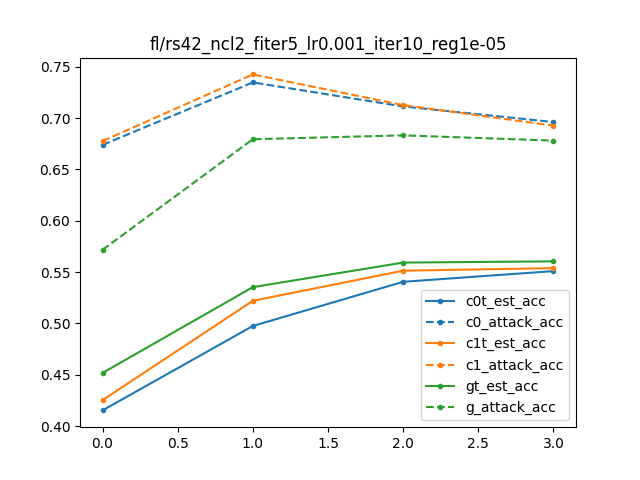 fl/rs42_ncl2_fiter5_lr0.001_iter10_reg1e-05
0.75
0.70
0.65
0.60
0.55
0.50
0.45
0.40
c0t_est_acc
c0_attack_acc
c1t_est_acc
c1_attack_acc
gt_est_acc
g_attack_acc
0.0 0.5 1.0 1.5 2.0 2.5 3.0